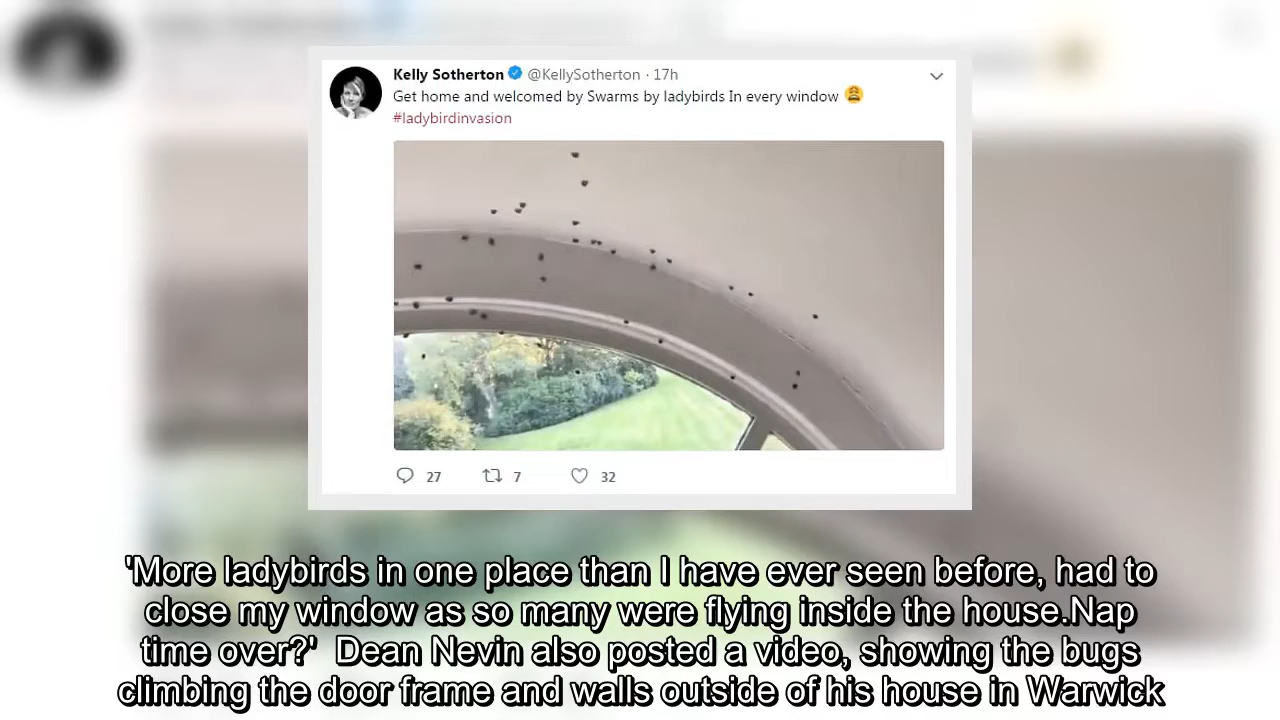 Kelly Sotherton @KellySotherton · 17h
Get home and welcomed by Swarms by ladybirds In every window 😩
#ladybirdinvasion
27 7 32
'More ladybirds in one place than I have ever seen before, had to
close my window as so many were flying inside the house.Nap
time over?' Dean Nevin also posted a video, showing the bugs
climbing the door frame and walls outside of his house in Warwick